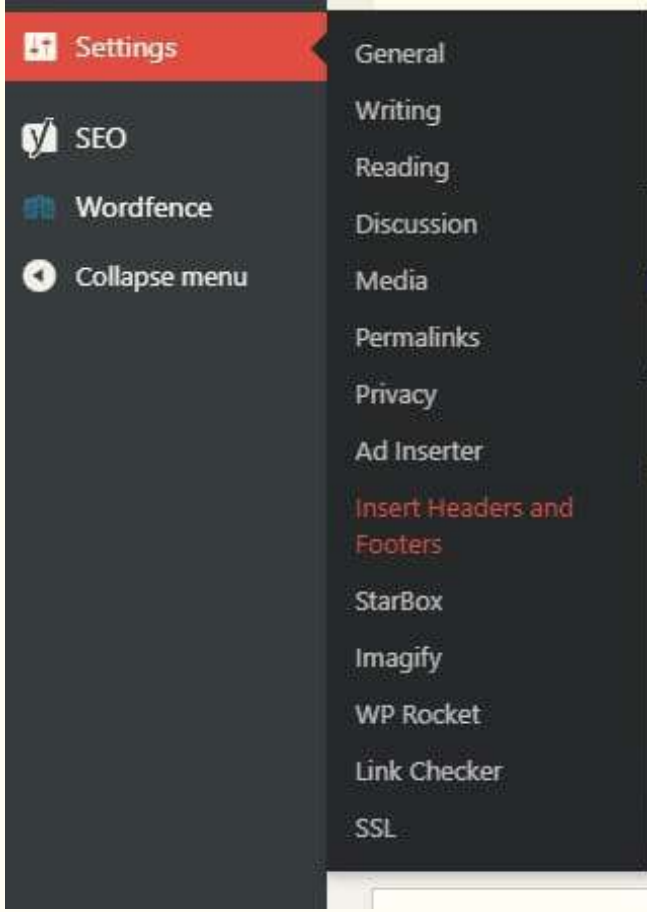 Settings
SEO
Wordfence
Collapse menu
General
Writing
Reading
Discussion
Media
Permalinks
Privacy
Ad Inserter
Insert Headers and
Footers
StarBox
Imagify
WP Rocket
Link Checker
SSL